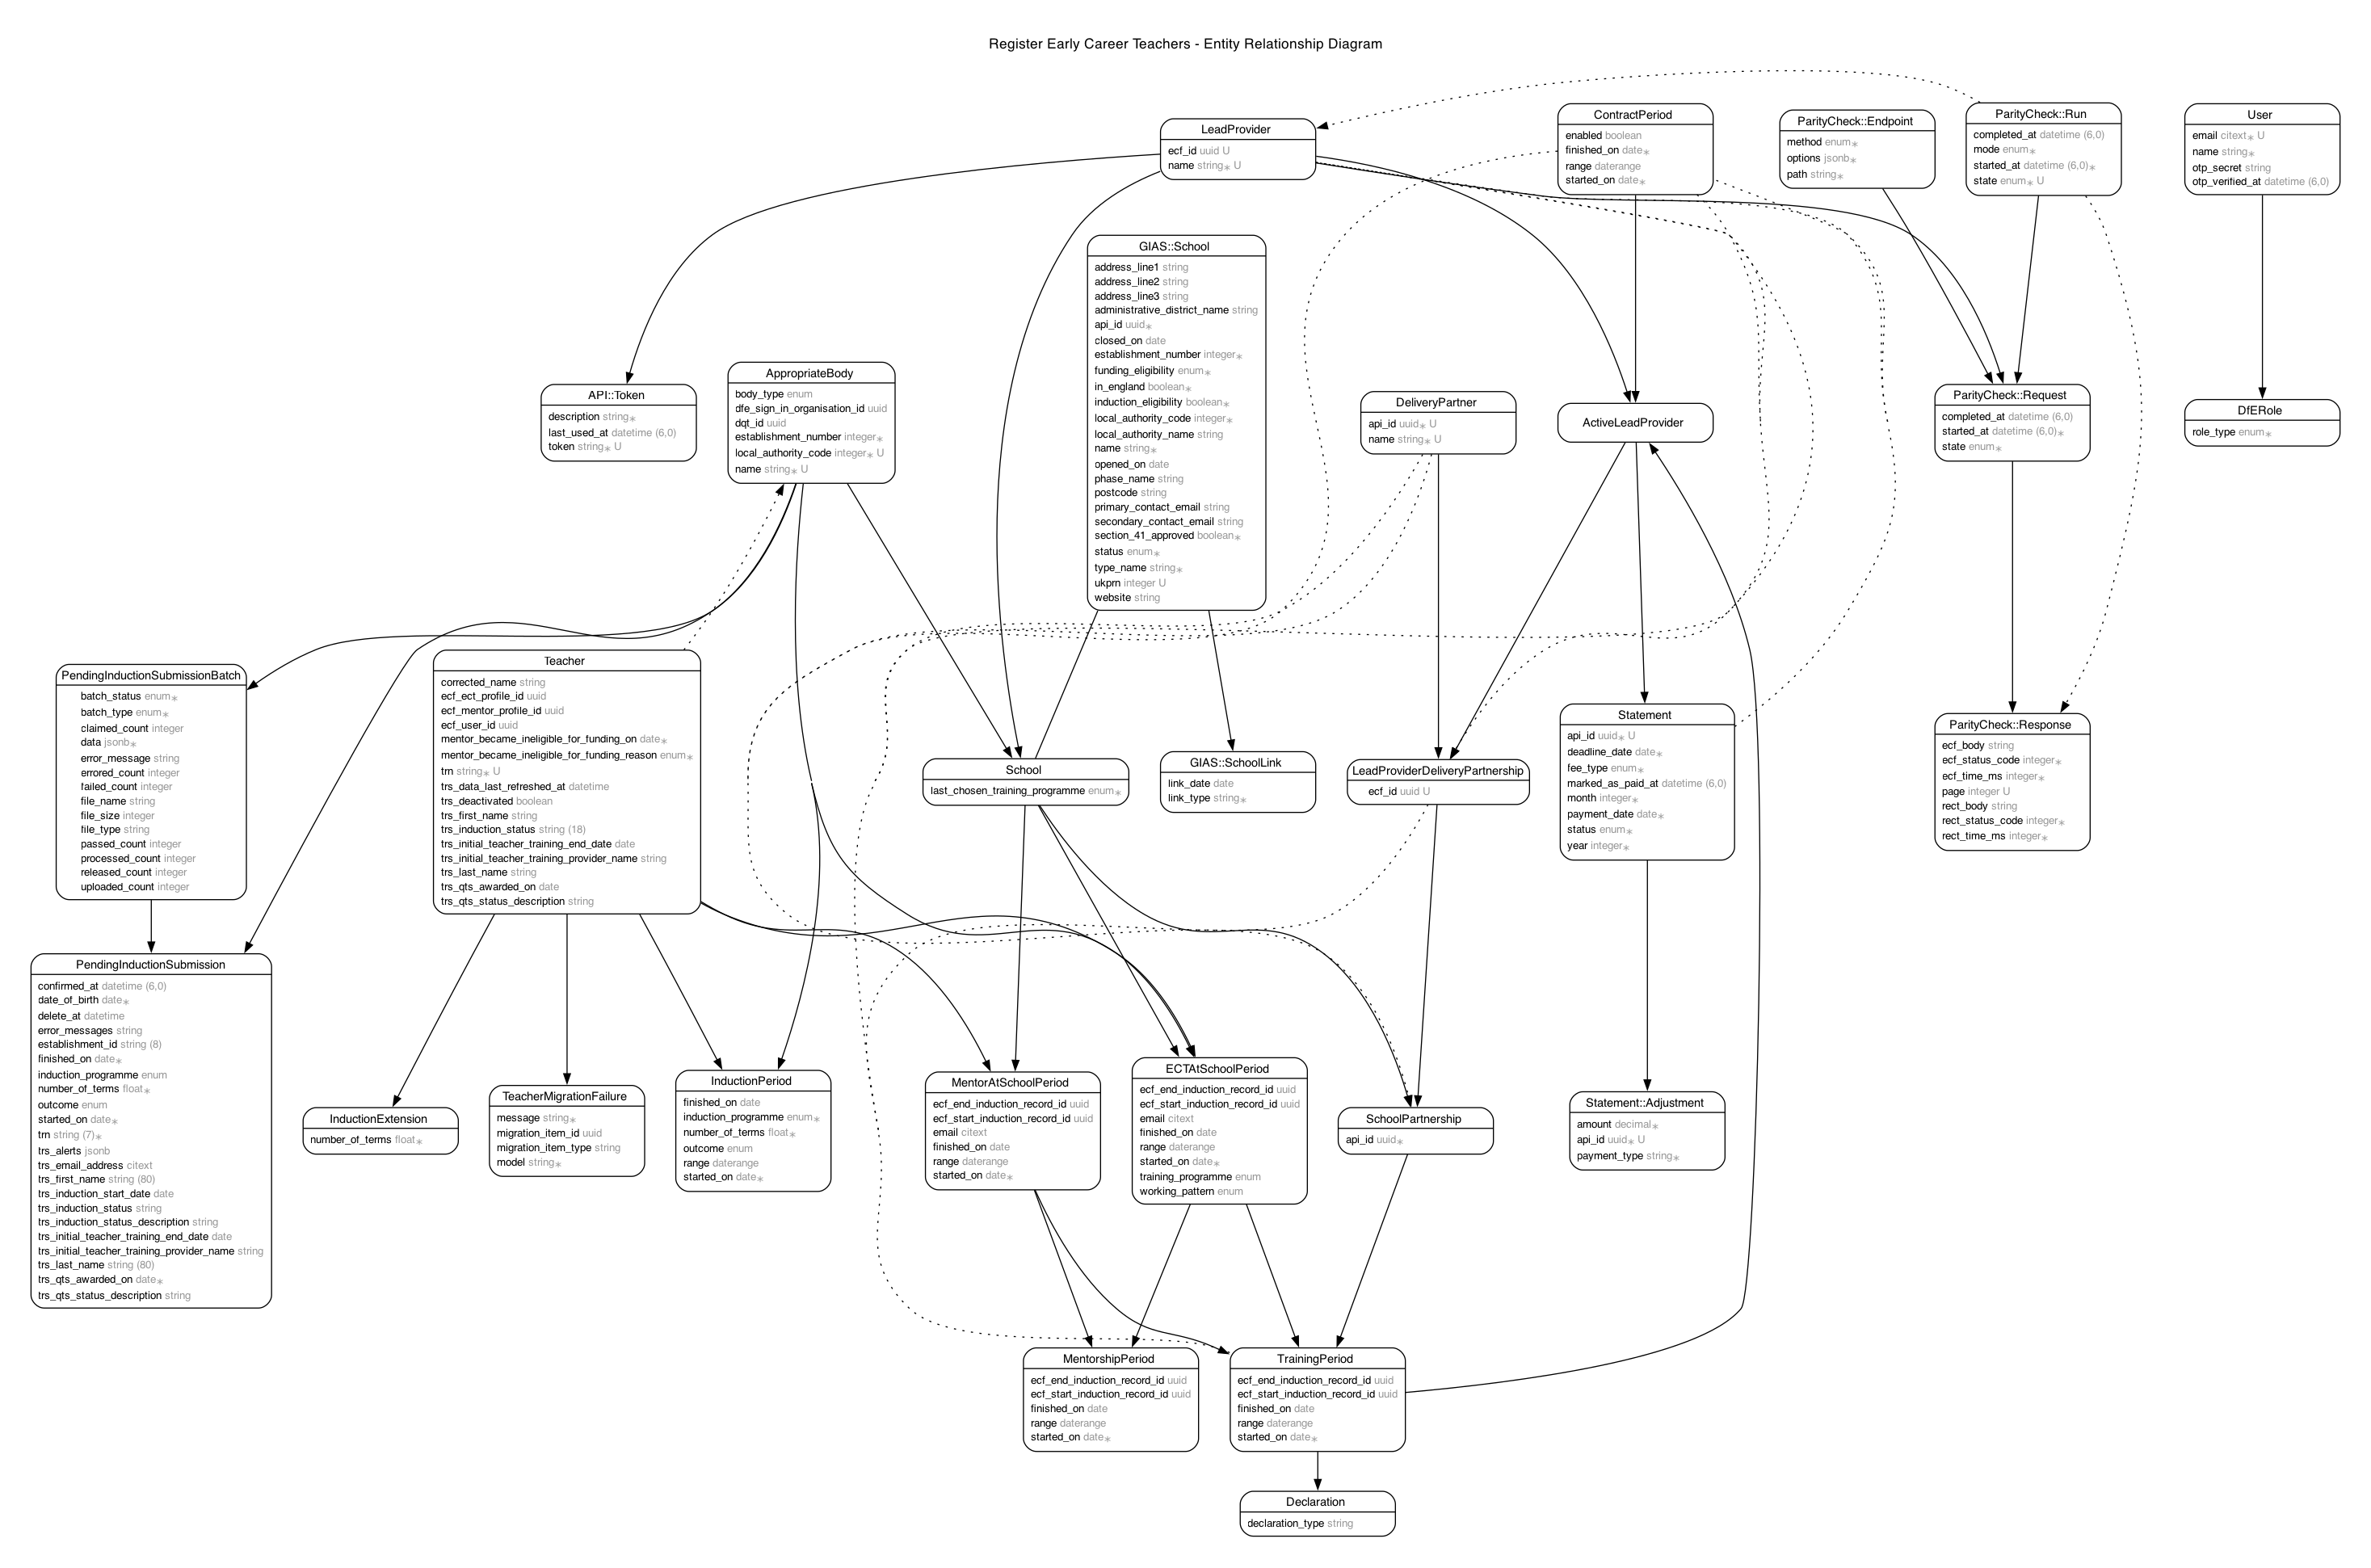 Register Early Career Teachers - Entity Relationship Diagram
LeadProvider
ecf_id uuid U
name string∗ U
ContractPeriod
enabled boolean
finished_on date∗
range daterange
started_on date∗
ParityCheck::Endpoint
method enum∗
options jsonb∗
path string∗
ParityCheck::Run
completed_at datetime (6,0)
mode enum∗
started_at datetime (6,0)∗
state enum∗ U
User
email citext∗ U
name string∗
otp_secret string
otp_verified_at datetime (6,0)
GIAS::School
address_line1 string
address_line2 string
address_line3 string
administrative_district_name string
api_id uuid∗
closed_on date
establishment_number integer∗
funding_eligibility enum∗
in_england boolean∗
induction_eligibility boolean∗
local_authority_code integer∗
local_authority_name string
name string∗
opened_on date
phase_name string
postcode string
primary_contact_email string
secondary_contact_email string
section_41_approved boolean∗
status enum∗
type_name string∗
ukprn integer U
website string
API::Token
description string∗
last_used_at datetime (6,0)
token string∗ U
AppropriateBody
body_type enum
dfe_sign_in_organisation_id uuid
dqt_id uuid
establishment_number integer∗
local_authority_code integer∗ U
name string∗ U
DeliveryPartner
api_id uuid∗ U
name string∗ U
ActiveLeadProvider
ParityCheck::Request
completed_at datetime (6,0)
started_at datetime (6,0)∗
state enum∗
DfERole
role_type enum∗
PendingInductionSubmissionBatch
batch_status enum∗
batch_type enum∗
claimed_count integer
data jsonb∗
error_message string
errored_count integer
failed_count integer
file_name string
file_size integer
file_type string
passed_count integer
processed_count integer
released_count integer
uploaded_count integer
Teacher
corrected_name string
ecf_ect_profile_id uuid
ecf_mentor_profile_id uuid
ecf_user_id uuid
mentor_became_ineligible_for_funding_on date∗
mentor_became_ineligible_for_funding_reason enum∗
trn string∗ U
trs_data_last_refreshed_at datetime
trs_deactivated boolean
trs_first_name string
trs_induction_status string (18)
trs_initial_teacher_training_end_date date
trs_initial_teacher_training_provider_name string
trs_last_name string
trs_qts_awarded_on date
trs_qts_status_description string
School
last_chosen_training_programme enum∗
GIAS::SchoolLink
link_date date
link_type string∗
LeadProviderDeliveryPartnership
ecf_id uuid U
Statement
api_id uuid∗ U
deadline_date date∗
fee_type enum∗
marked_as_paid_at datetime (6,0)
month integer∗
payment_date date∗
status enum∗
year integer∗
ParityCheck::Response
ecf_body string
ecf_status_code integer∗
ecf_time_ms integer∗
page integer U
rect_body string
rect_status_code integer∗
rect_time_ms integer∗
PendingInductionSubmission
confirmed_at datetime (6,0)
date_of_birth date∗
delete_at datetime
error_messages string
establishment_id string (8)
finished_on date∗
induction_programme enum
number_of_terms float∗
outcome enum
started_on date∗
trn string (7)∗
trs_alerts jsonb
trs_email_address citext
trs_first_name string (80)
trs_induction_start_date date
trs_induction_status string
trs_induction_status_description string
trs_initial_teacher_training_end_date date
trs_initial_teacher_training_provider_name string
trs_last_name string (80)
trs_qts_awarded_on date∗
trs_qts_status_description string
InductionExtension
number_of_terms float∗
TeacherMigrationFailure
message string∗
migration_item_id uuid
migration_item_type string
model string∗
InductionPeriod
finished_on date
induction_programme enum∗
number_of_terms float∗
outcome enum
range daterange
started_on date∗
MentorAtSchoolPeriod
ecf_end_induction_record_id uuid
ecf_start_induction_record_id uuid
email citext
finished_on date
range daterange
started_on date∗
ECTAtSchoolPeriod
ecf_end_induction_record_id uuid
ecf_start_induction_record_id uuid
email citext
finished_on date
range daterange
started_on date∗
training_programme enum
working_pattern enum
SchoolPartnership
api_id uuid∗
Statement::Adjustment
amount decimal∗
api_id uuid∗ U
payment_type string∗
MentorshipPeriod
ecf_end_induction_record_id uuid
ecf_start_induction_record_id uuid
finished_on date
range daterange
started_on date∗
TrainingPeriod
ecf_end_induction_record_id uuid
ecf_start_induction_record_id uuid
finished_on date
range daterange
started_on date∗
Declaration
declaration_type string